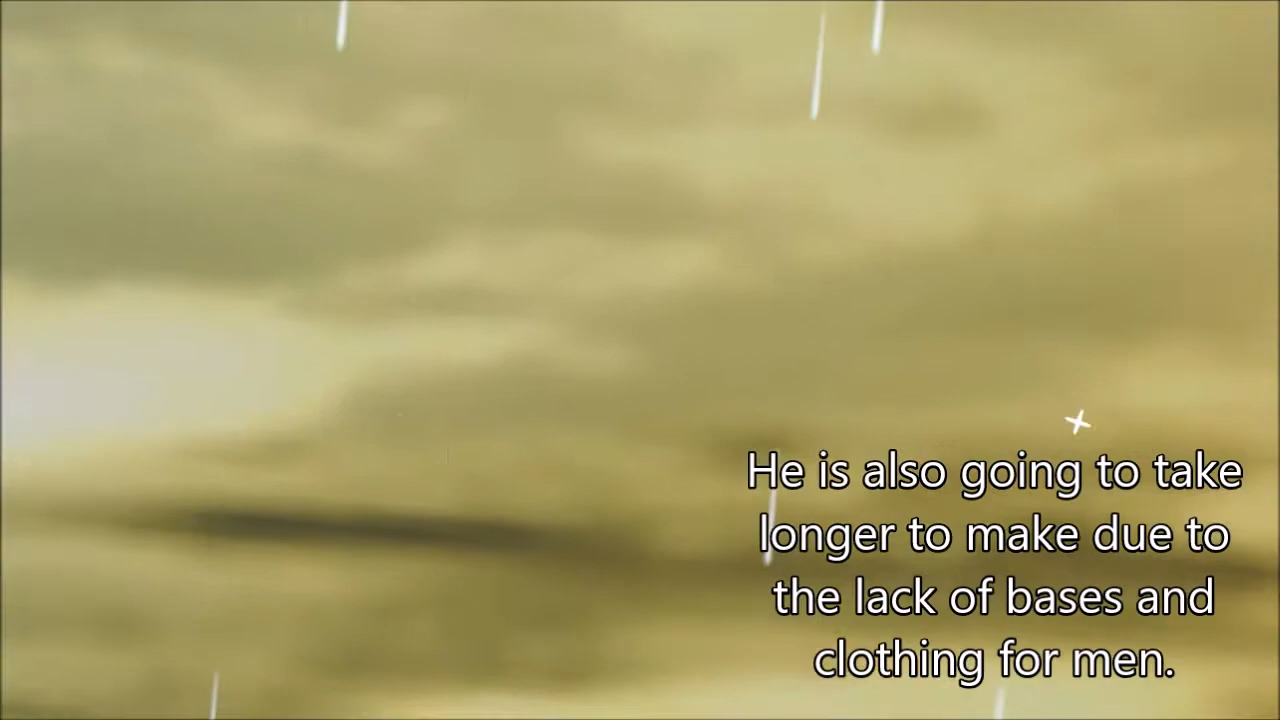 He is also going to take
longer to make due to
the lack of bases and
clothing for men.